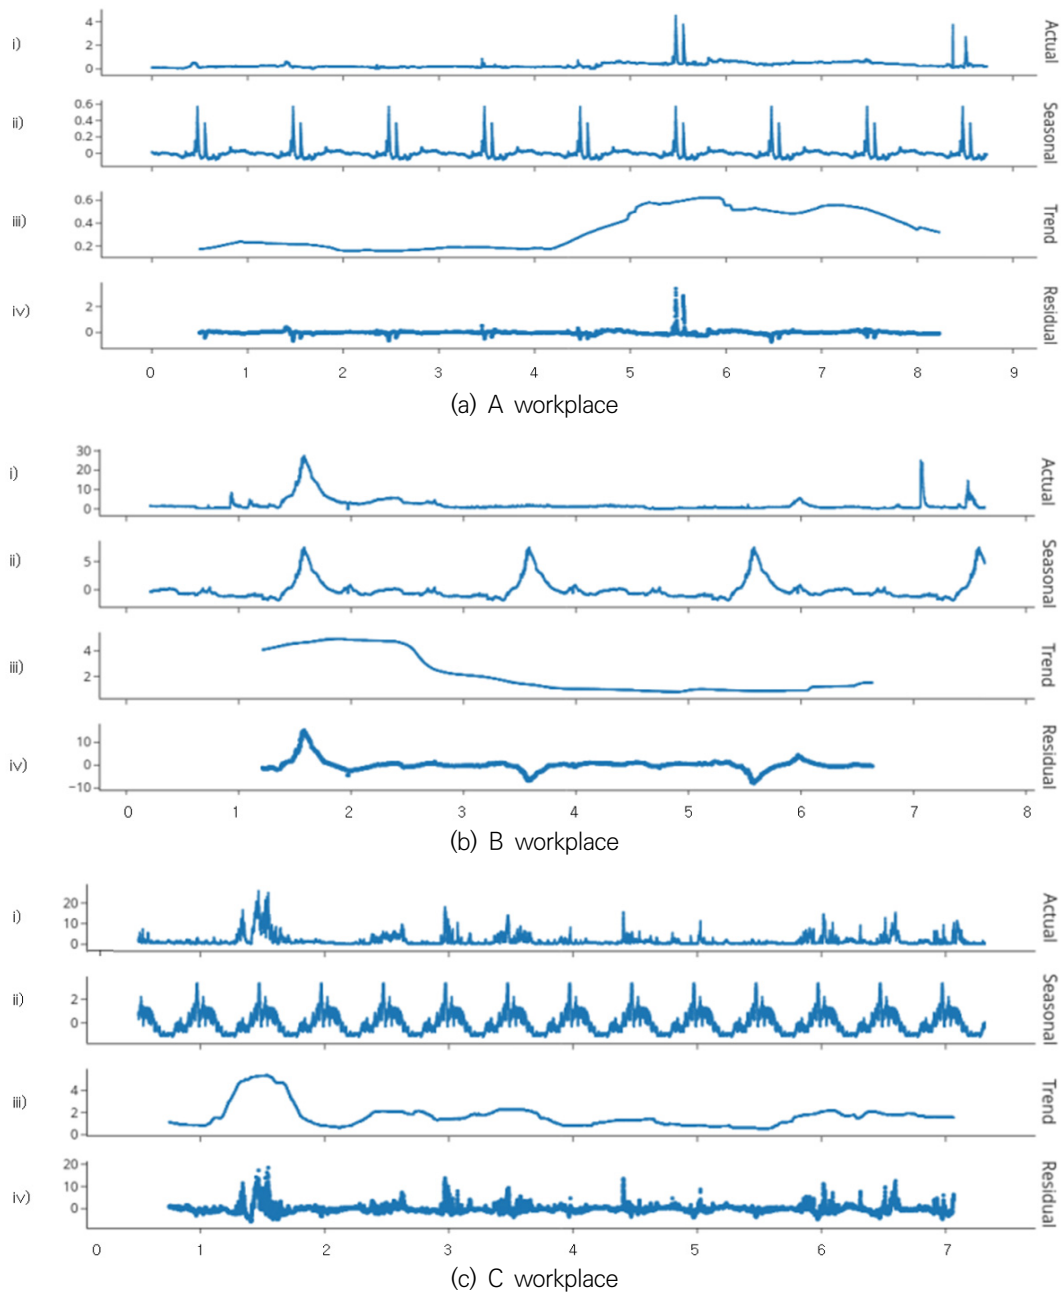 i)
4
2
0
Actual
ii)
0.6
0.4
0.2
0
Seasonal
iii)
0.6
0.4
0.2
Trend
iv)
2
0
Residual
0 1 2 3 4 5 6 7 8 9
(a) A workplace
i)
30
20
10
0
Actual
ii)
5
0
Seasonal
iii)
4
2
Trend
iv)
10
0
−10
Residual
0 1 2 3 4 5 6 7 8
(b) B workplace
i)
20
10
0
Actual
ii)
2
0
Seasonal
iii)
4
2
0
Trend
iv)
20
10
0
Residual
0 1 2 3 4 5 6 7
(c) C workplace